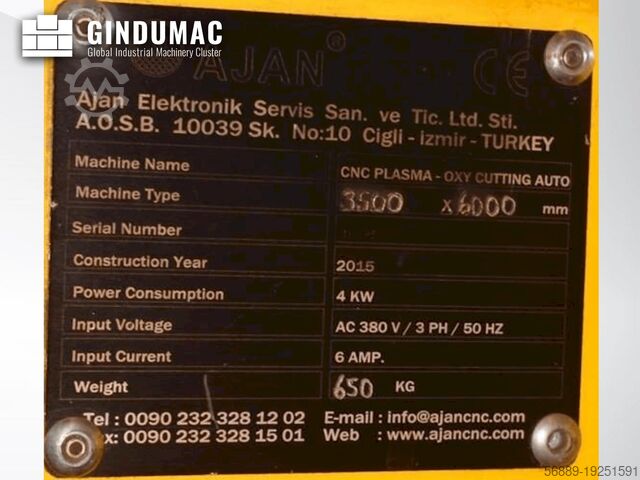 GINDUMAC
Global Industrial Machinery Cluster
AJAN®
CE
Ajan Elektronik Servis San. ve Tic. Ltd. Sti.
A.O.S.B. 10039 Sk. No:10 Cigli - izmir - TURKEY
Machine Name CNC PLASMA - OXY CUTTING AUTO
Machine Type 3500 x 6000 mm
Serial Number
Construction Year 2015
Power Consumption 4 KW
Input Voltage AC 380 V / 3 PH / 50 HZ
Input Current 6 AMP.
Weight 650 KG
Tel : 0090 232 328 12 02 E-mail : info@ajancnc.com
Fax: 0090 232 328 15 01 Web : www.ajancnc.com
56889-19251591